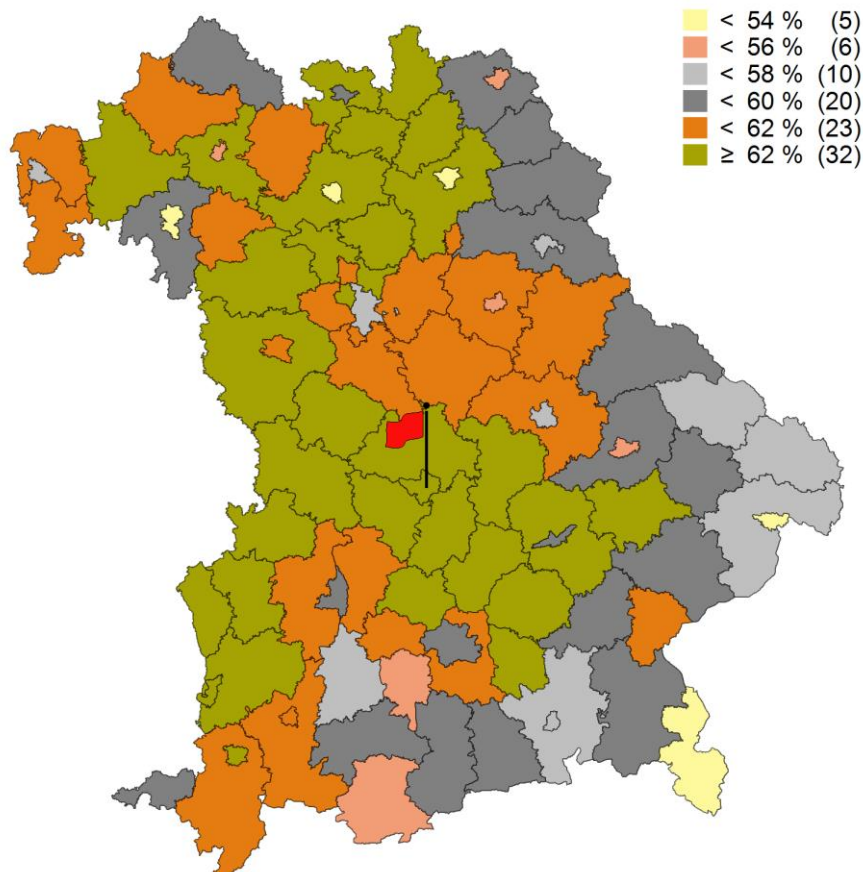 < 54 % (5)
< 56 % (6)
< 58 % (10)
< 60 % (20)
< 62 % (23)
≥ 62 % (32)